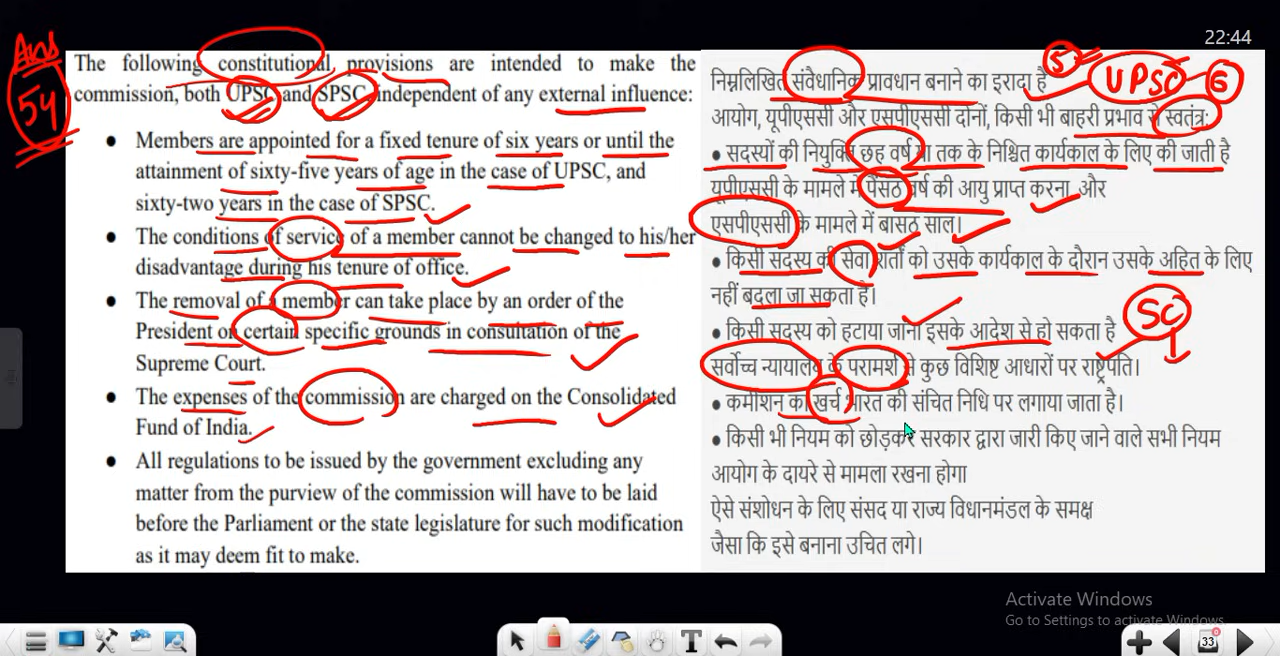 22:44
Ans
54
The following constitutional provisions are intended to make the
commission, both UPSC and SPSC independent of any external influence:
● Members are appointed for a fixed tenure of six years or until the
attainment of sixty-five years of age in the case of UPSC, and
sixty-two years in the case of SPSC.
● The conditions of service of a member cannot be changed to his/her
disadvantage during his tenure of office.
● The removal of a member can take place by an order of the
President on certain specific grounds in consultation of the
Supreme Court.
● The expenses of the commission are charged on the Consolidated
Fund of India.
● All regulations to be issued by the government excluding any
matter from the purview of the commission will have to be laid
before the Parliament or the state legislature for such modification
as it may deem fit to make.
5 UPSC 6
निम्नलिखित संवैधानिक प्रावधान बनाने का इरादा है
आयोग, यूपीएससी और एसपीएससी दोनों, किसी भी बाहरी प्रभाव से स्वतंत्र:
• सदस्यों की नियुक्ति छह वर्ष या तक के निश्चित कार्यकाल के लिए की जाती है
यूपीएससी के मामले में पैंसठ वर्ष की आयु प्राप्त करना और
एसपीएससी के मामले में बासठ साल।
• किसी सदस्य की सेवा शर्तों को उसके कार्यकाल के दौरान उसके अहित के लिए
नहीं बदला जा सकता है।
• किसी सदस्य को हटाया जाना इसके आदेश से हो सकता है
SC
सर्वोच्च न्यायालय के परामर्श से कुछ विशिष्ट आधारों पर राष्ट्रपति।
• कमीशन का खर्च भारत की संचित निधि पर लगाया जाता है।
• किसी भी नियम को छोड़कर सरकार द्वारा जारी किए जाने वाले सभी नियम
आयोग के दायरे से मामला रखना होगा
ऐसे संशोधन के लिए संसद या राज्य विधानमंडल के समक्ष
जैसा कि इसे बनाना उचित लगे।
Activate Windows
Go to Settings to activate Windows.
T
33